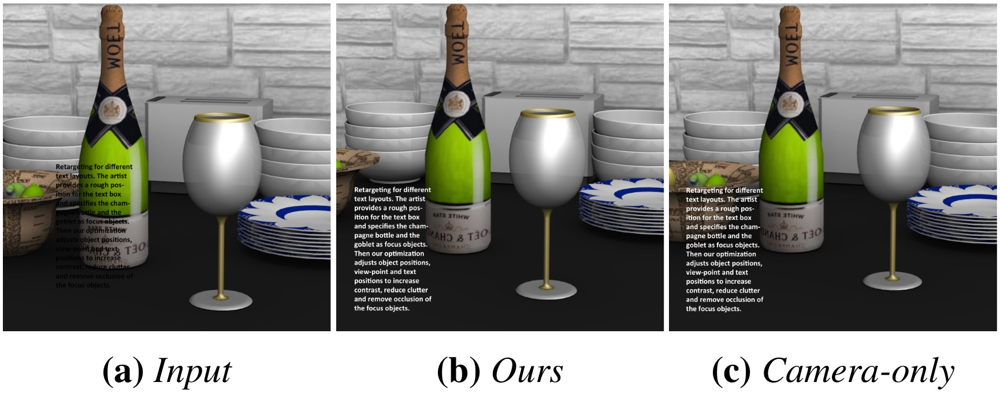 MOET
Retargeting for different
text layouts. The artist
provides a rough pos-
ition for the text box
and specifies the cham-
pagne bottle and the
goblet as focus objects.
Then our optimization
adjusts object positions,
view-point and text
positions to increase
contrast, reduce clutter
and remove occlusion of
the focus objects.
MOET
WHITE STAR
OËT & CHAND
Retargeting for different
text layouts. The artist
provides a rough pos-
ition for the text box
and specifies the cham-
pagne bottle and the
goblet as focus objects.
Then our optimization
adjusts object positions,
view-point and text
positions to increase
contrast, reduce clutter
and remove occlusion of
the focus objects.
MOET
WHITE STAR
OËT & CHAND
Retargeting for different
text layouts. The artist
provides a rough pos-
ition for the text box
and specifies the cham-
pagne bottle and the
goblet as focus objects.
Then our optimization
adjusts object positions,
view-point and text
positions to increase
contrast, reduce clutter
and remove occlusion of
the focus objects.
(a) Input
(b) Ours
(c) Camera-only